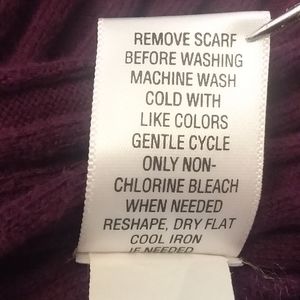 REMOVE SCARF
BEFORE WASHING
MACHINE WASH
COLD WITH
LIKE COLORS
GENTLE CYCLE
ONLY NON-
CHLORINE BLEACH
WHEN NEEDED
RESHAPE, DRY FLAT
COOL IRON
IF NEEDED